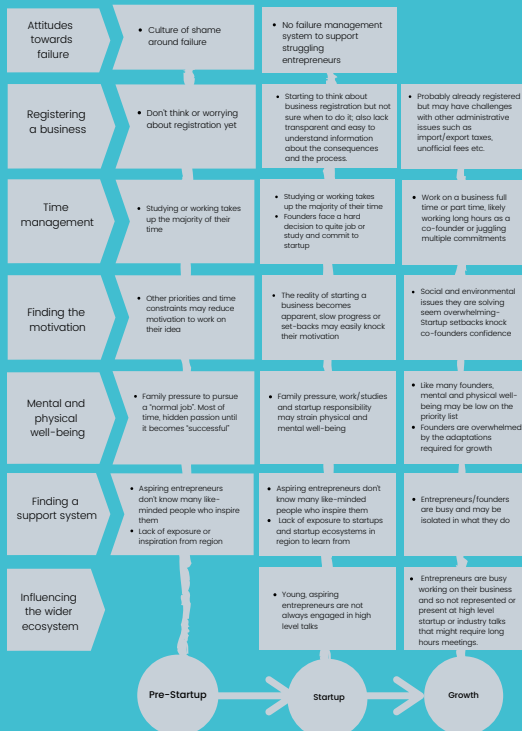 Attitudes
towards
failure
• Culture of shame
around failure
• No failure management
system to support
struggling
entrepreneurs
Registering
a business
• Don't think or worrying
about registration yet
• Starting to think about
business registration but not
sure when to do it; also lack
transparent and easy to
understand information
about the consequences
and the process.
• Probably already registered
but may have challenges
with other administrative
issues such as
import/export taxes,
unofficial fees etc.
Time
management
• Studying or working takes
up the majority of their
time
• Studying or working takes
up the majority of their time
• Founders face a hard
decision to quite job or
study and commit to
startup
• Work on a business full
time or part time, likely
working long hours as a
co-founder or juggling
multiple commitments
Finding the
motivation
• Other priorities and time
constraints may reduce
motivation to work on
their idea
• The reality of starting a
business becomes
apparent, slow progress or
set-backs may easily knock
their motivation
• Social and environmental
issues they are solving
seem overwhelming-
Startup setbacks knock
co-founders confidence
Mental and
physical
well-being
• Family pressure to pursue
a "normal job". Most of
time, hidden passion until
it becomes "successful"
• Family pressure, work/studies
and startup responsibility
may strain physical and
mental well-being
• Like many founders,
mental and physical well-
being may be low on the
priority list
• Founders are overwhelmed
by the adaptations
required for growth
Finding a
support system
• Aspiring entrepreneurs
don't know many like-
minded people who inspire
them
• Lack of exposure or
inspiration from region
• Aspiring entrepreneurs don't
know many like-minded
people who inspire them
• Lack of exposure to startups
and startup ecosystems in
region to learn from
• Entrepreneurs/founders
are busy and may be
isolated in what they do
Influencing
the wider
ecosystem
• Young, aspiring
entrepreneurs are not
always engaged in high
level talks
• Entrepreneurs are busy
working on their business
and so not represented or
present at high level
startup or industry talks
that might require long
hours meetings.
Pre-Startup
Startup
Growth